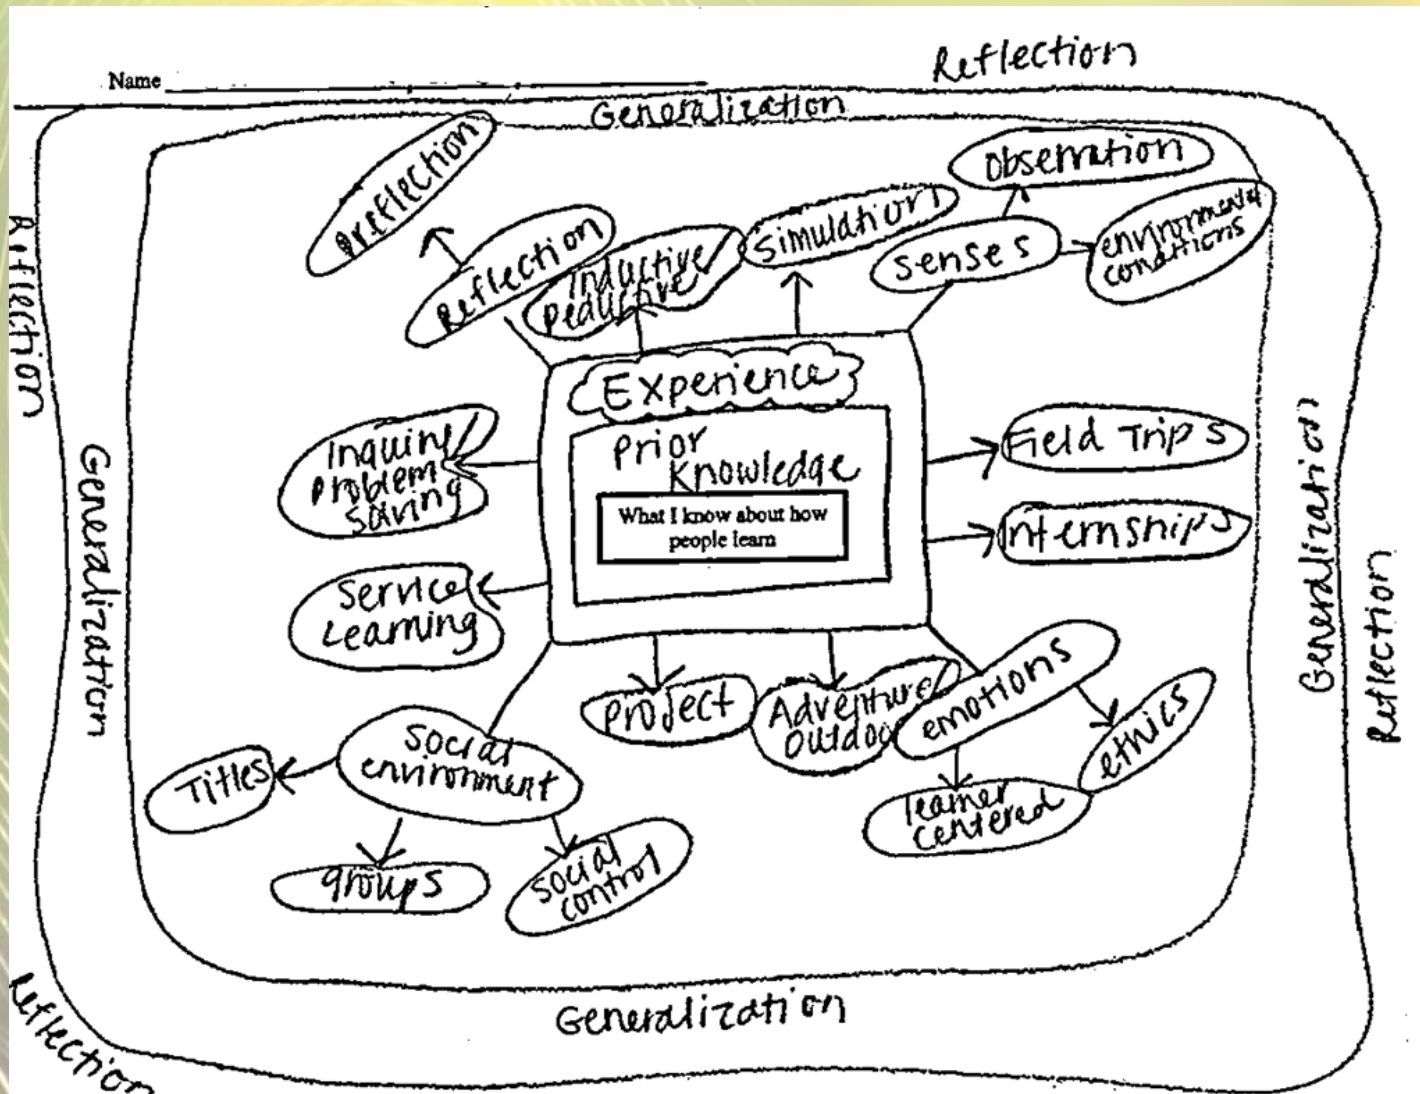 Reflection
Name
Generalization
Observation
Preflection
Simulation
environmental
conditions
Reflection
Senses
Inductive/
Deductive
Reflection
Experience
Prior
Knowledge
Inquiry/
Problem
Solving
Field Trips
What I know about how
people learn
Internships
Generalization
Generalization
Reflection
Service
Learning
Project
Adventure/
Outdoo
emotions
ethics
Social
environment
Titles
learner
centered
groups
Social
control
Generalization
Reflection